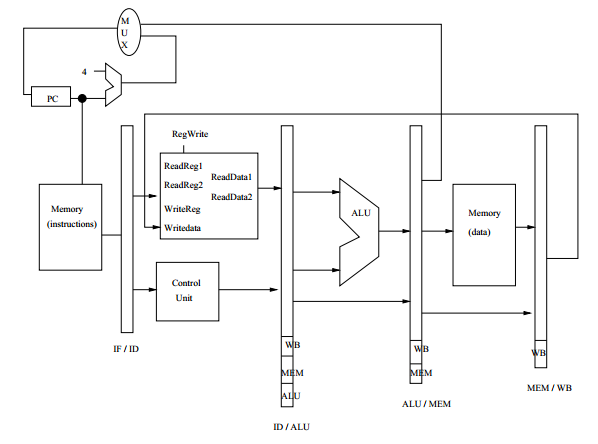 M
U
X
4
PC
RegWrite
ReadReg1
ReadData1
ReadReg2
ReadData2
WriteReg
Writedata
ALU
Memory
(instructions)
Memory
(data)
Control
Unit
WB
MEM
ALU
WB
MEM
WB
IF / ID
ID / ALU
ALU / MEM
MEM / WB